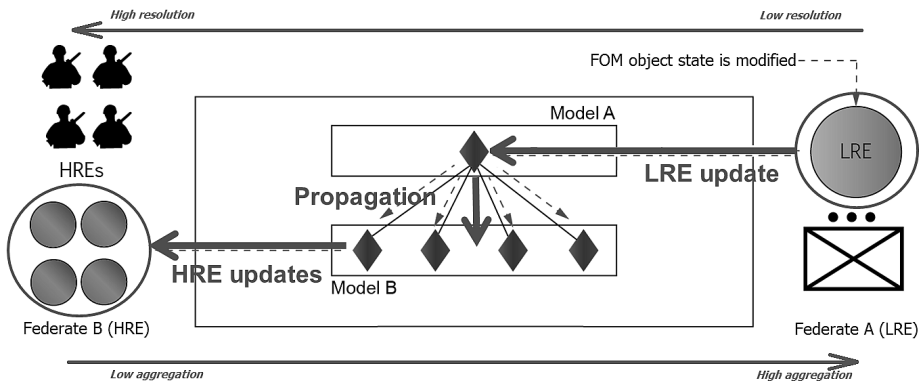 High resolution
Low resolution
FOM object state is modified
Model A
HREs
LRE
LRE update
Propagation
HRE updates
Model B
Federate B (HRE)
Federate A (LRE)
Low aggregation
High aggregation